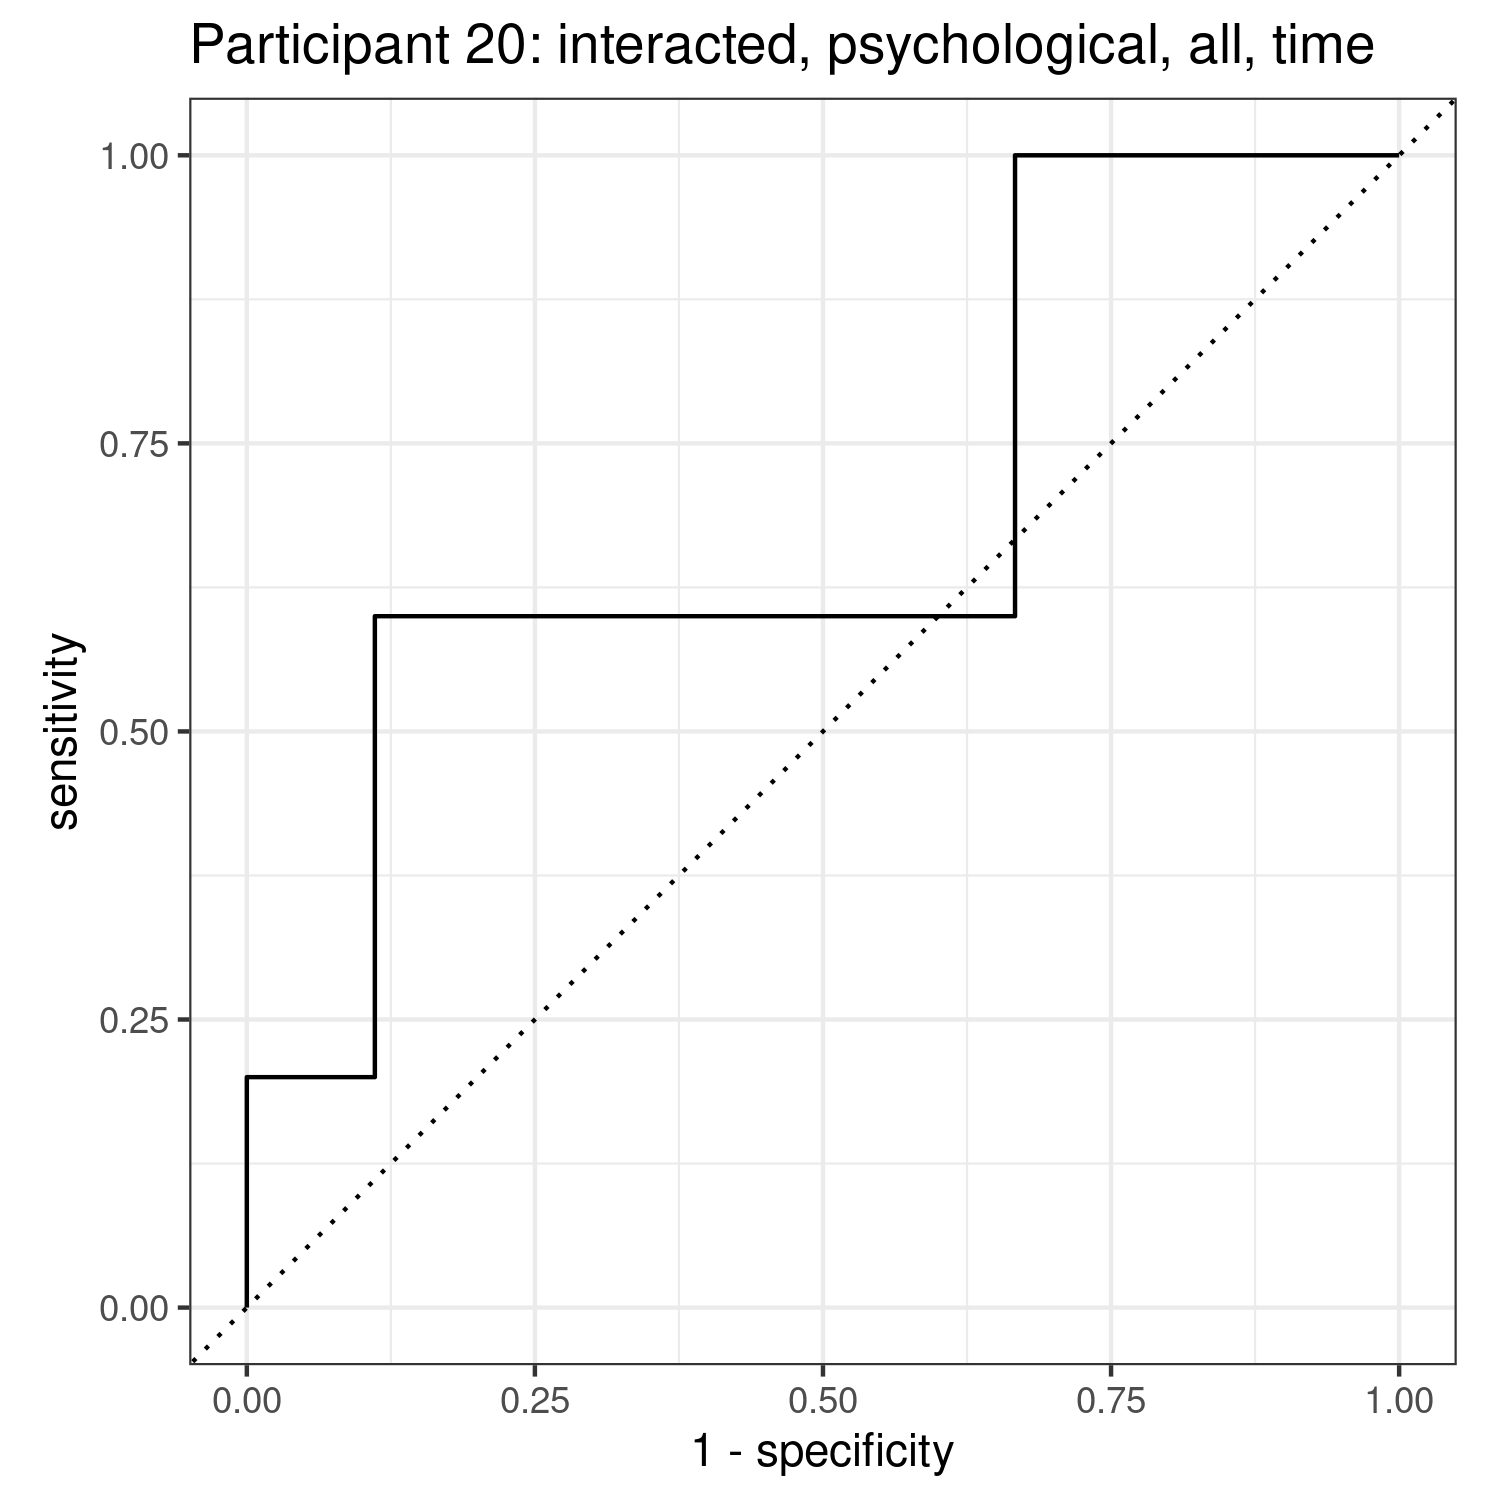 Participant 20: interacted, psychological, all, time
1.00
0.75
0.50
0.25
0.00
sensitivity
0.00 0.25 0.50 0.75 1.00
1 - specificity